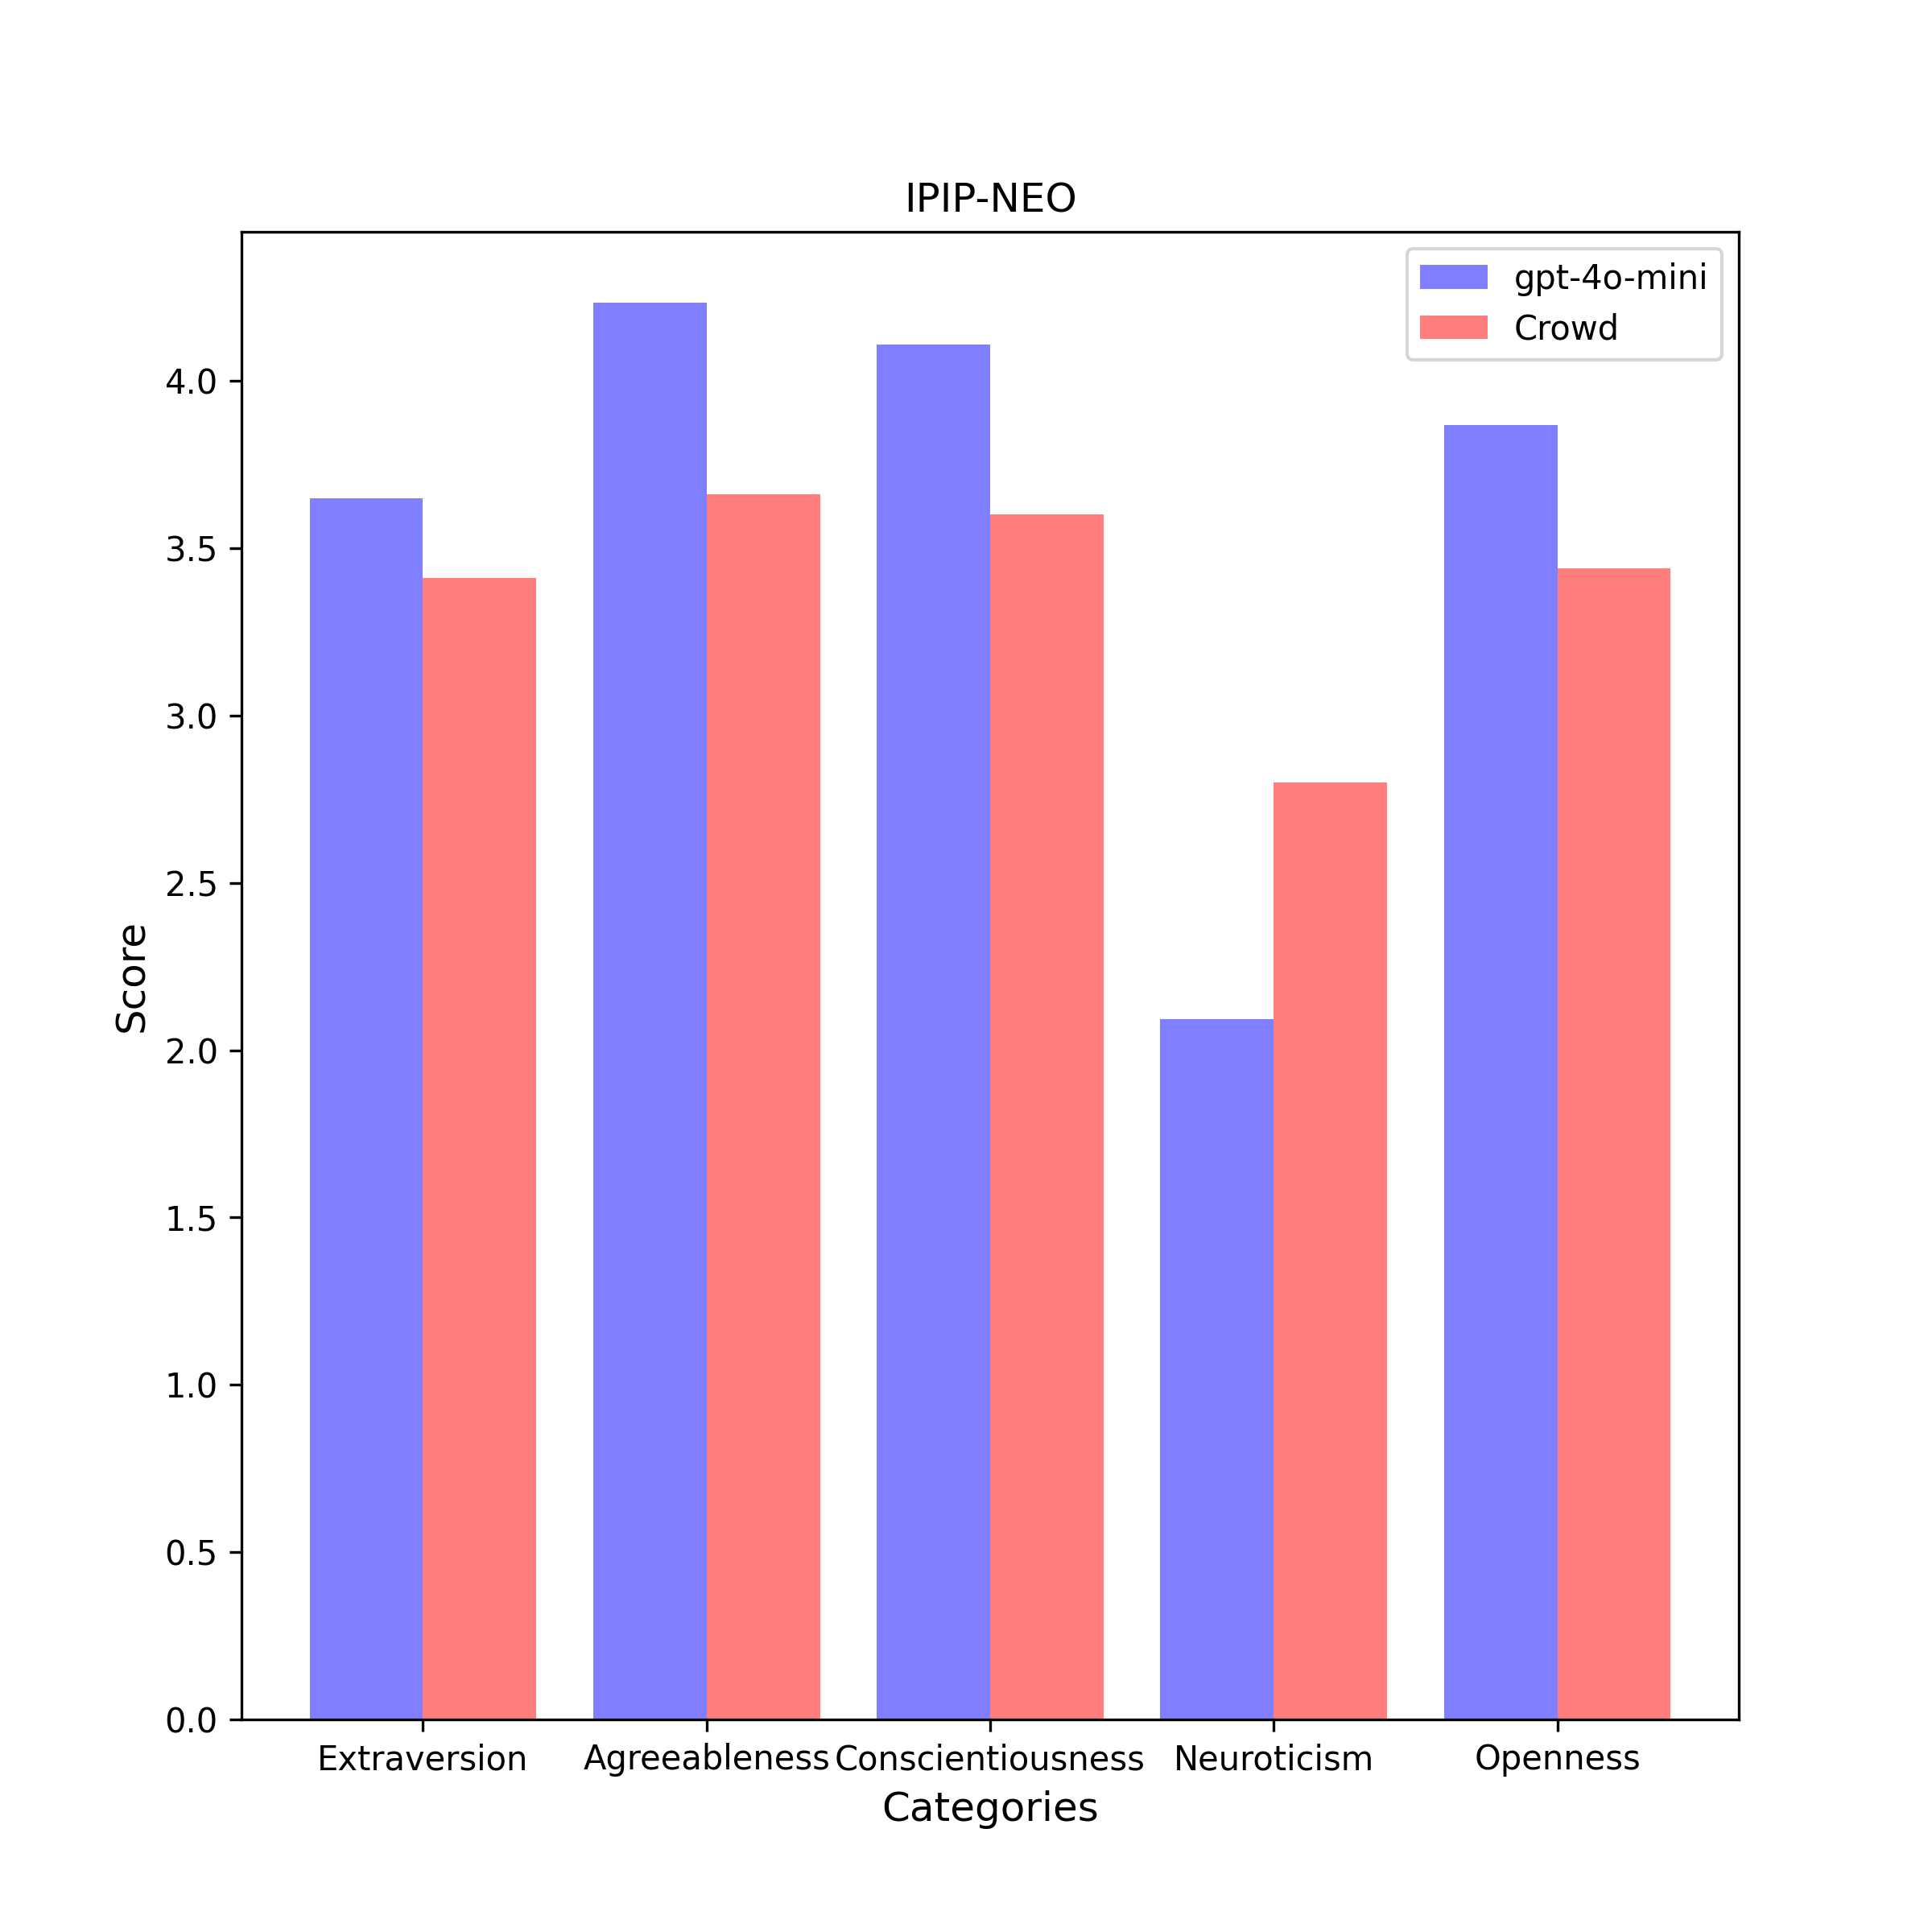 IPIP-NEO
gpt-4o-mini
Crowd
4.0
3.5
3.0
2.5
2.0
1.5
1.0
0.5
0.0
Score
Extraversion Agreeableness Conscientiousness Neuroticism Openness
Categories